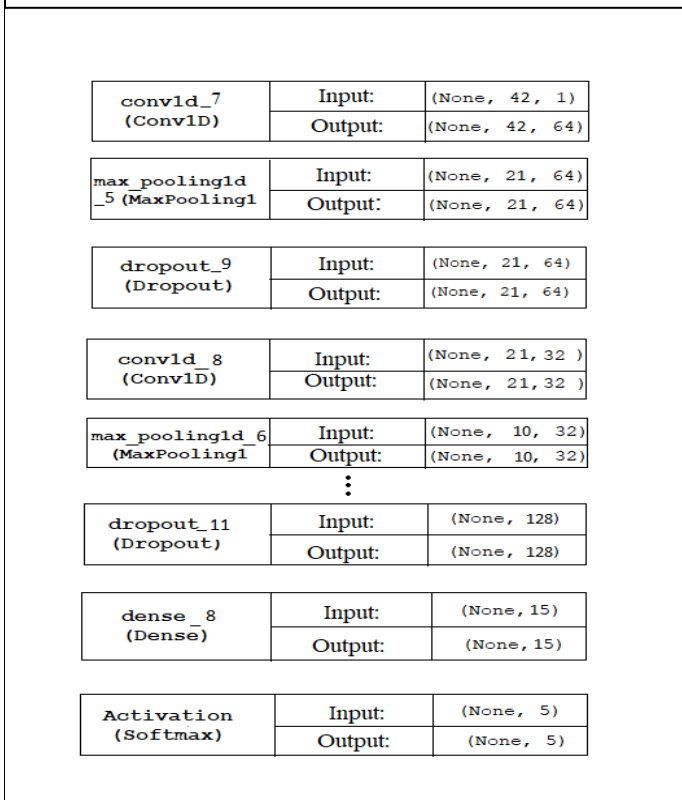 conv1d_7
(Conv1D)
Input:
(None, 42, 1)
Output:
(None, 42, 64)
max_pooling1d
_5 (MaxPooling1
Input:
(None, 21, 64)
Output:
(None, 21, 64)
dropout_9
(Dropout)
Input:
(None, 21, 64)
Output:
(None, 21, 64)
conv1d_8
(Conv1D)
Input:
(None, 21,32 )
Output:
(None, 21,32 )
max_pooling1d_6
(MaxPooling1
Input:
(None, 10, 32)
Output:
(None, 10, 32)
dropout_11
(Dropout)
Input:
(None, 128)
Output:
(None, 128)
dense_8
(Dense)
Input:
(None, 15)
Output:
(None, 15)
Activation
(Softmax)
Input:
(None, 5)
Output:
(None, 5)